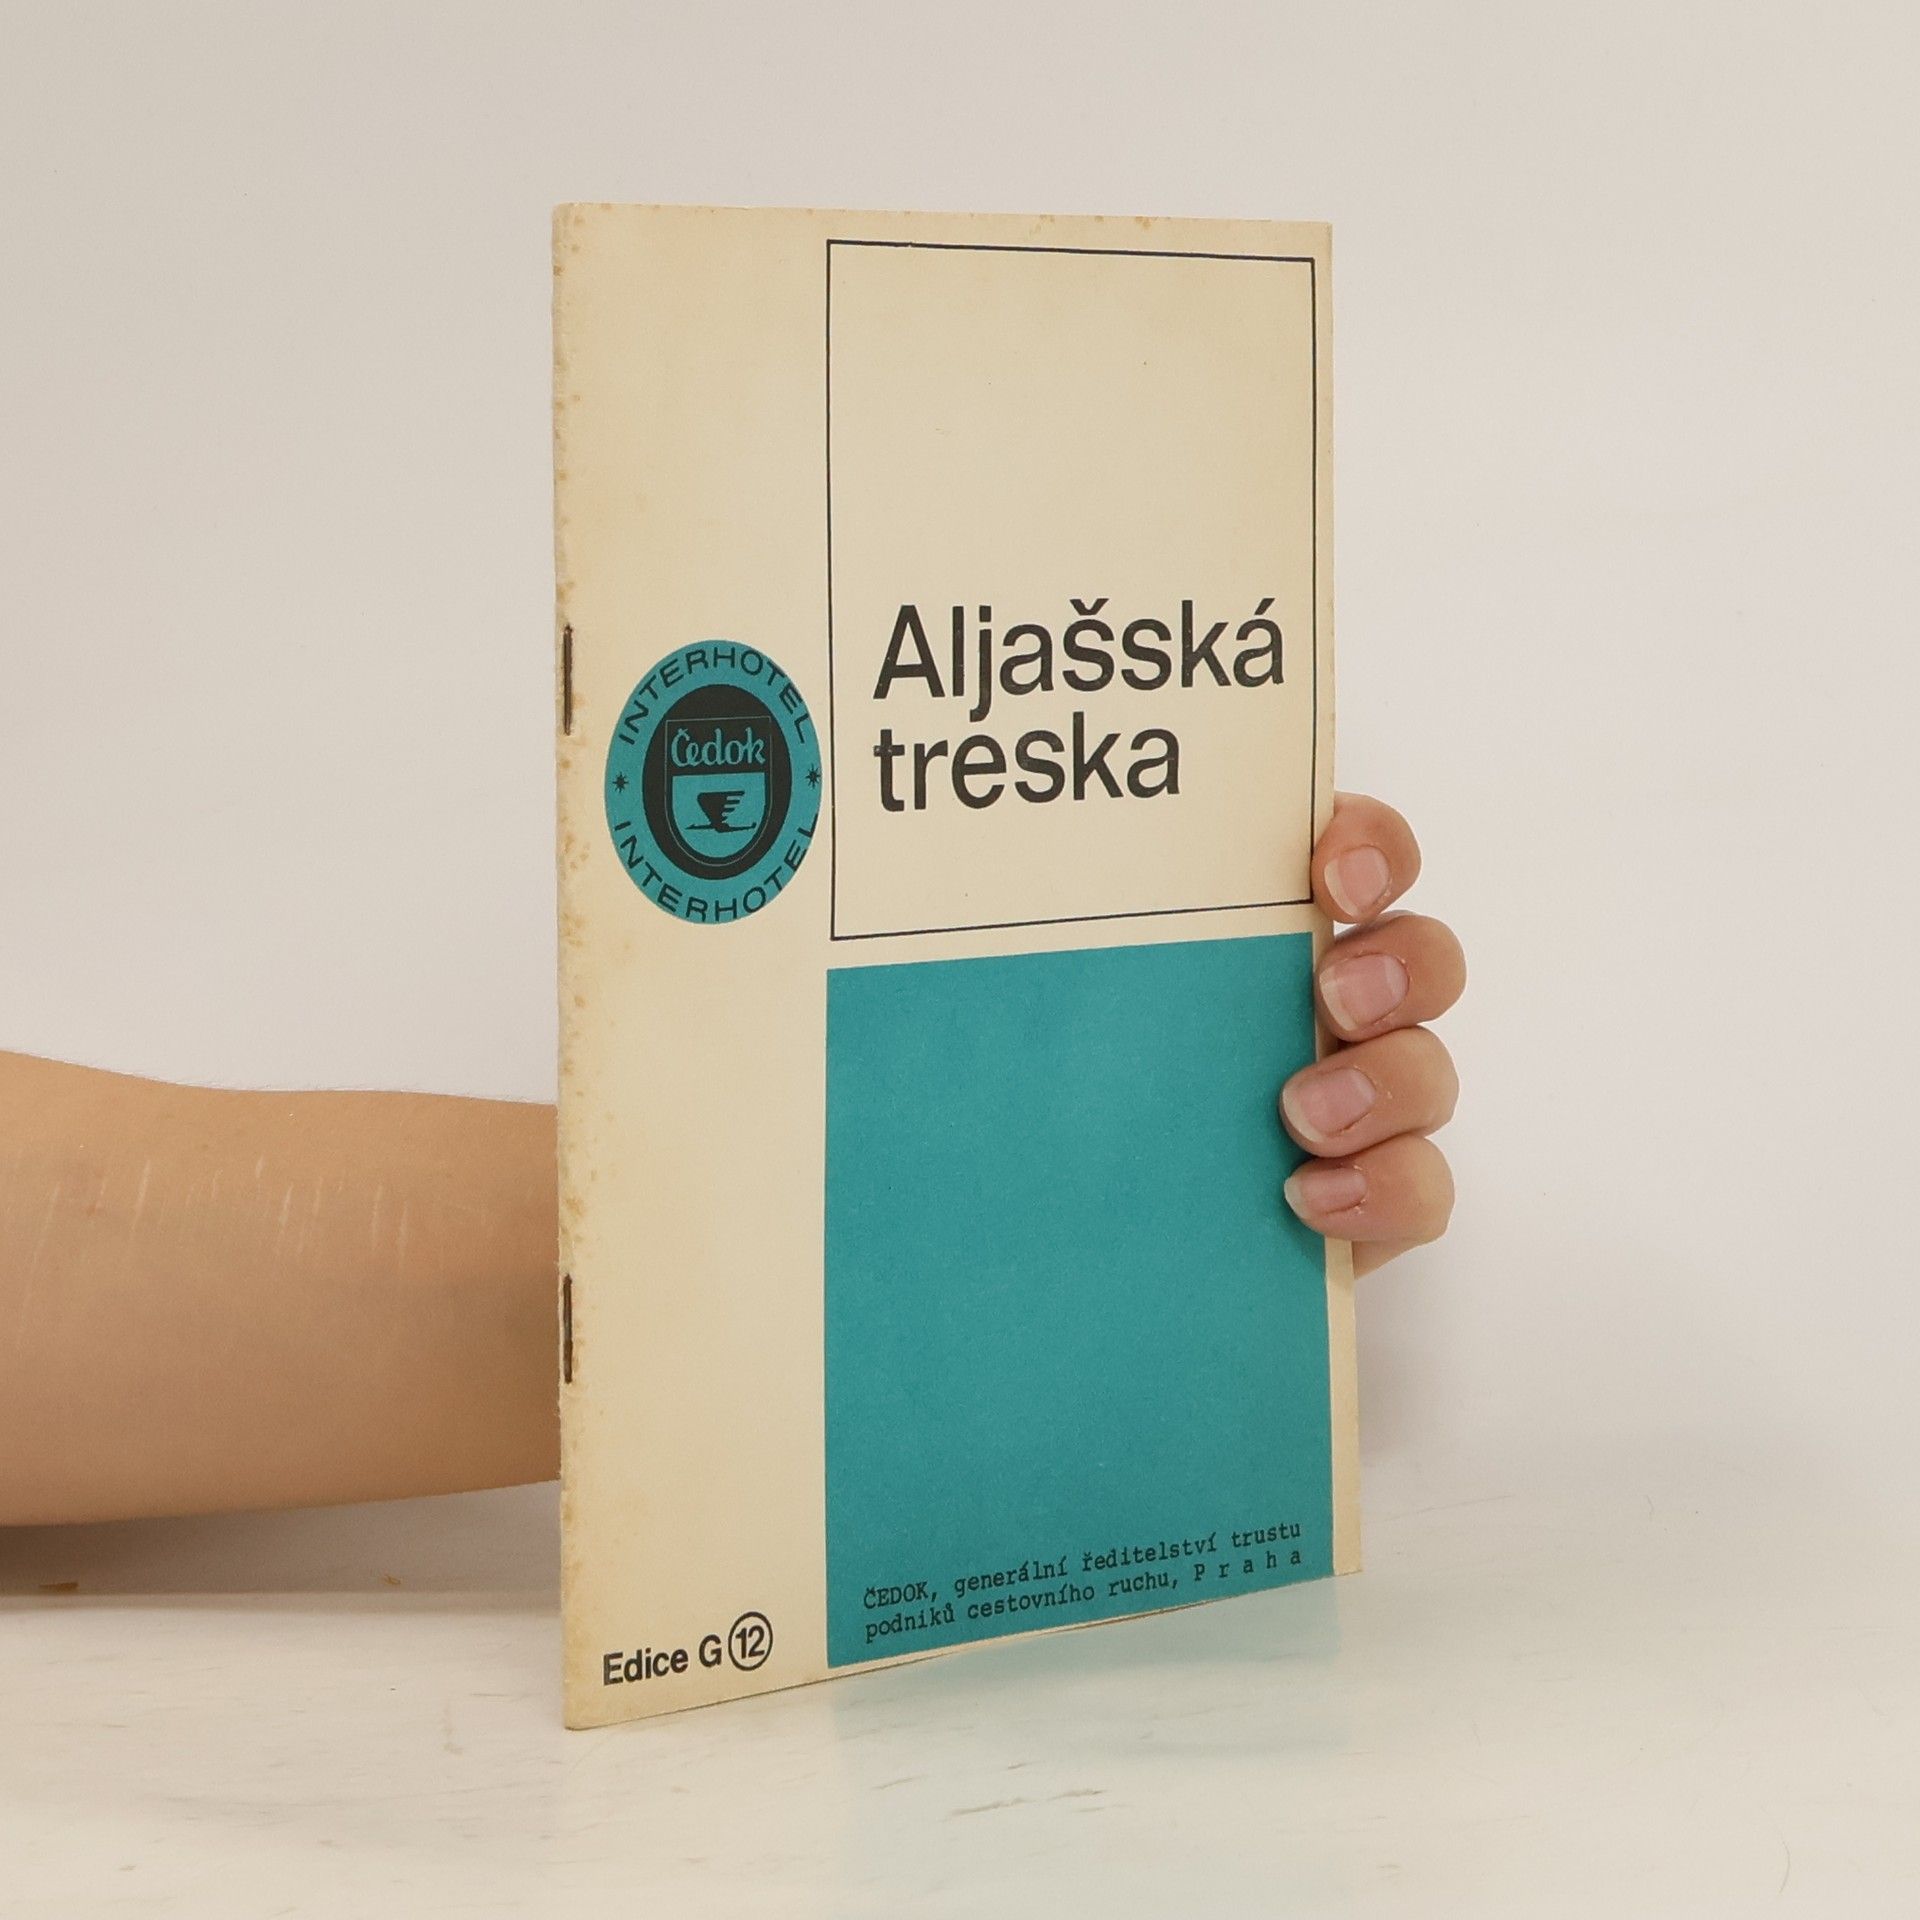 Aljašská
treska
INTERHOTEL
Čedok
INTERHOTEL
ČEDOK, generální ředitelství trustu
podniků cestovního ruchu, P r a h a
Edice G 12